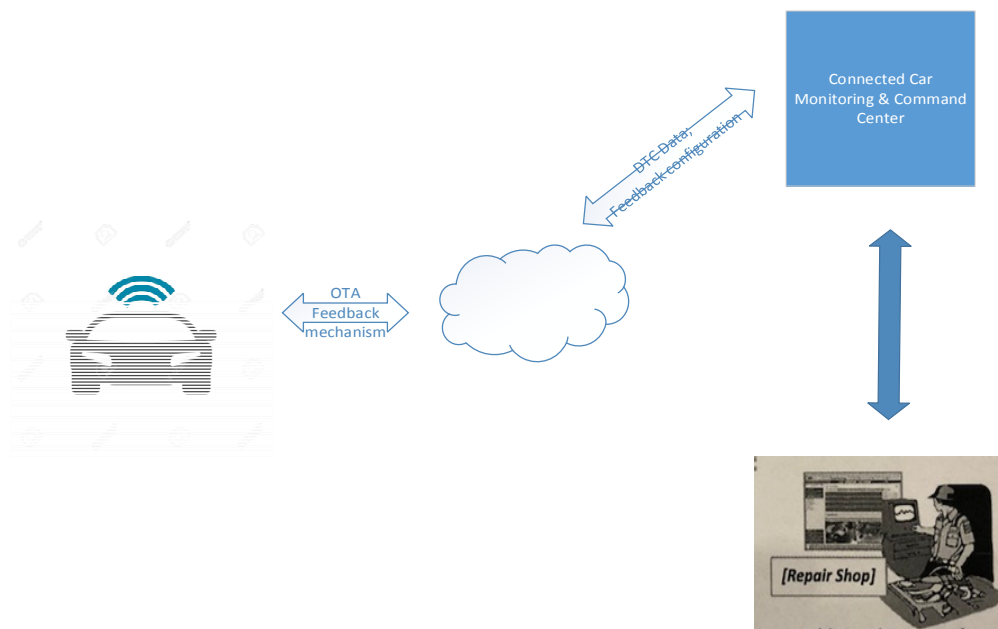 Connected Car
Monitoring & Command
Center
DTC Data;
Feedback configuration
OTA
Feedback
mechanism
[Repair Shop]